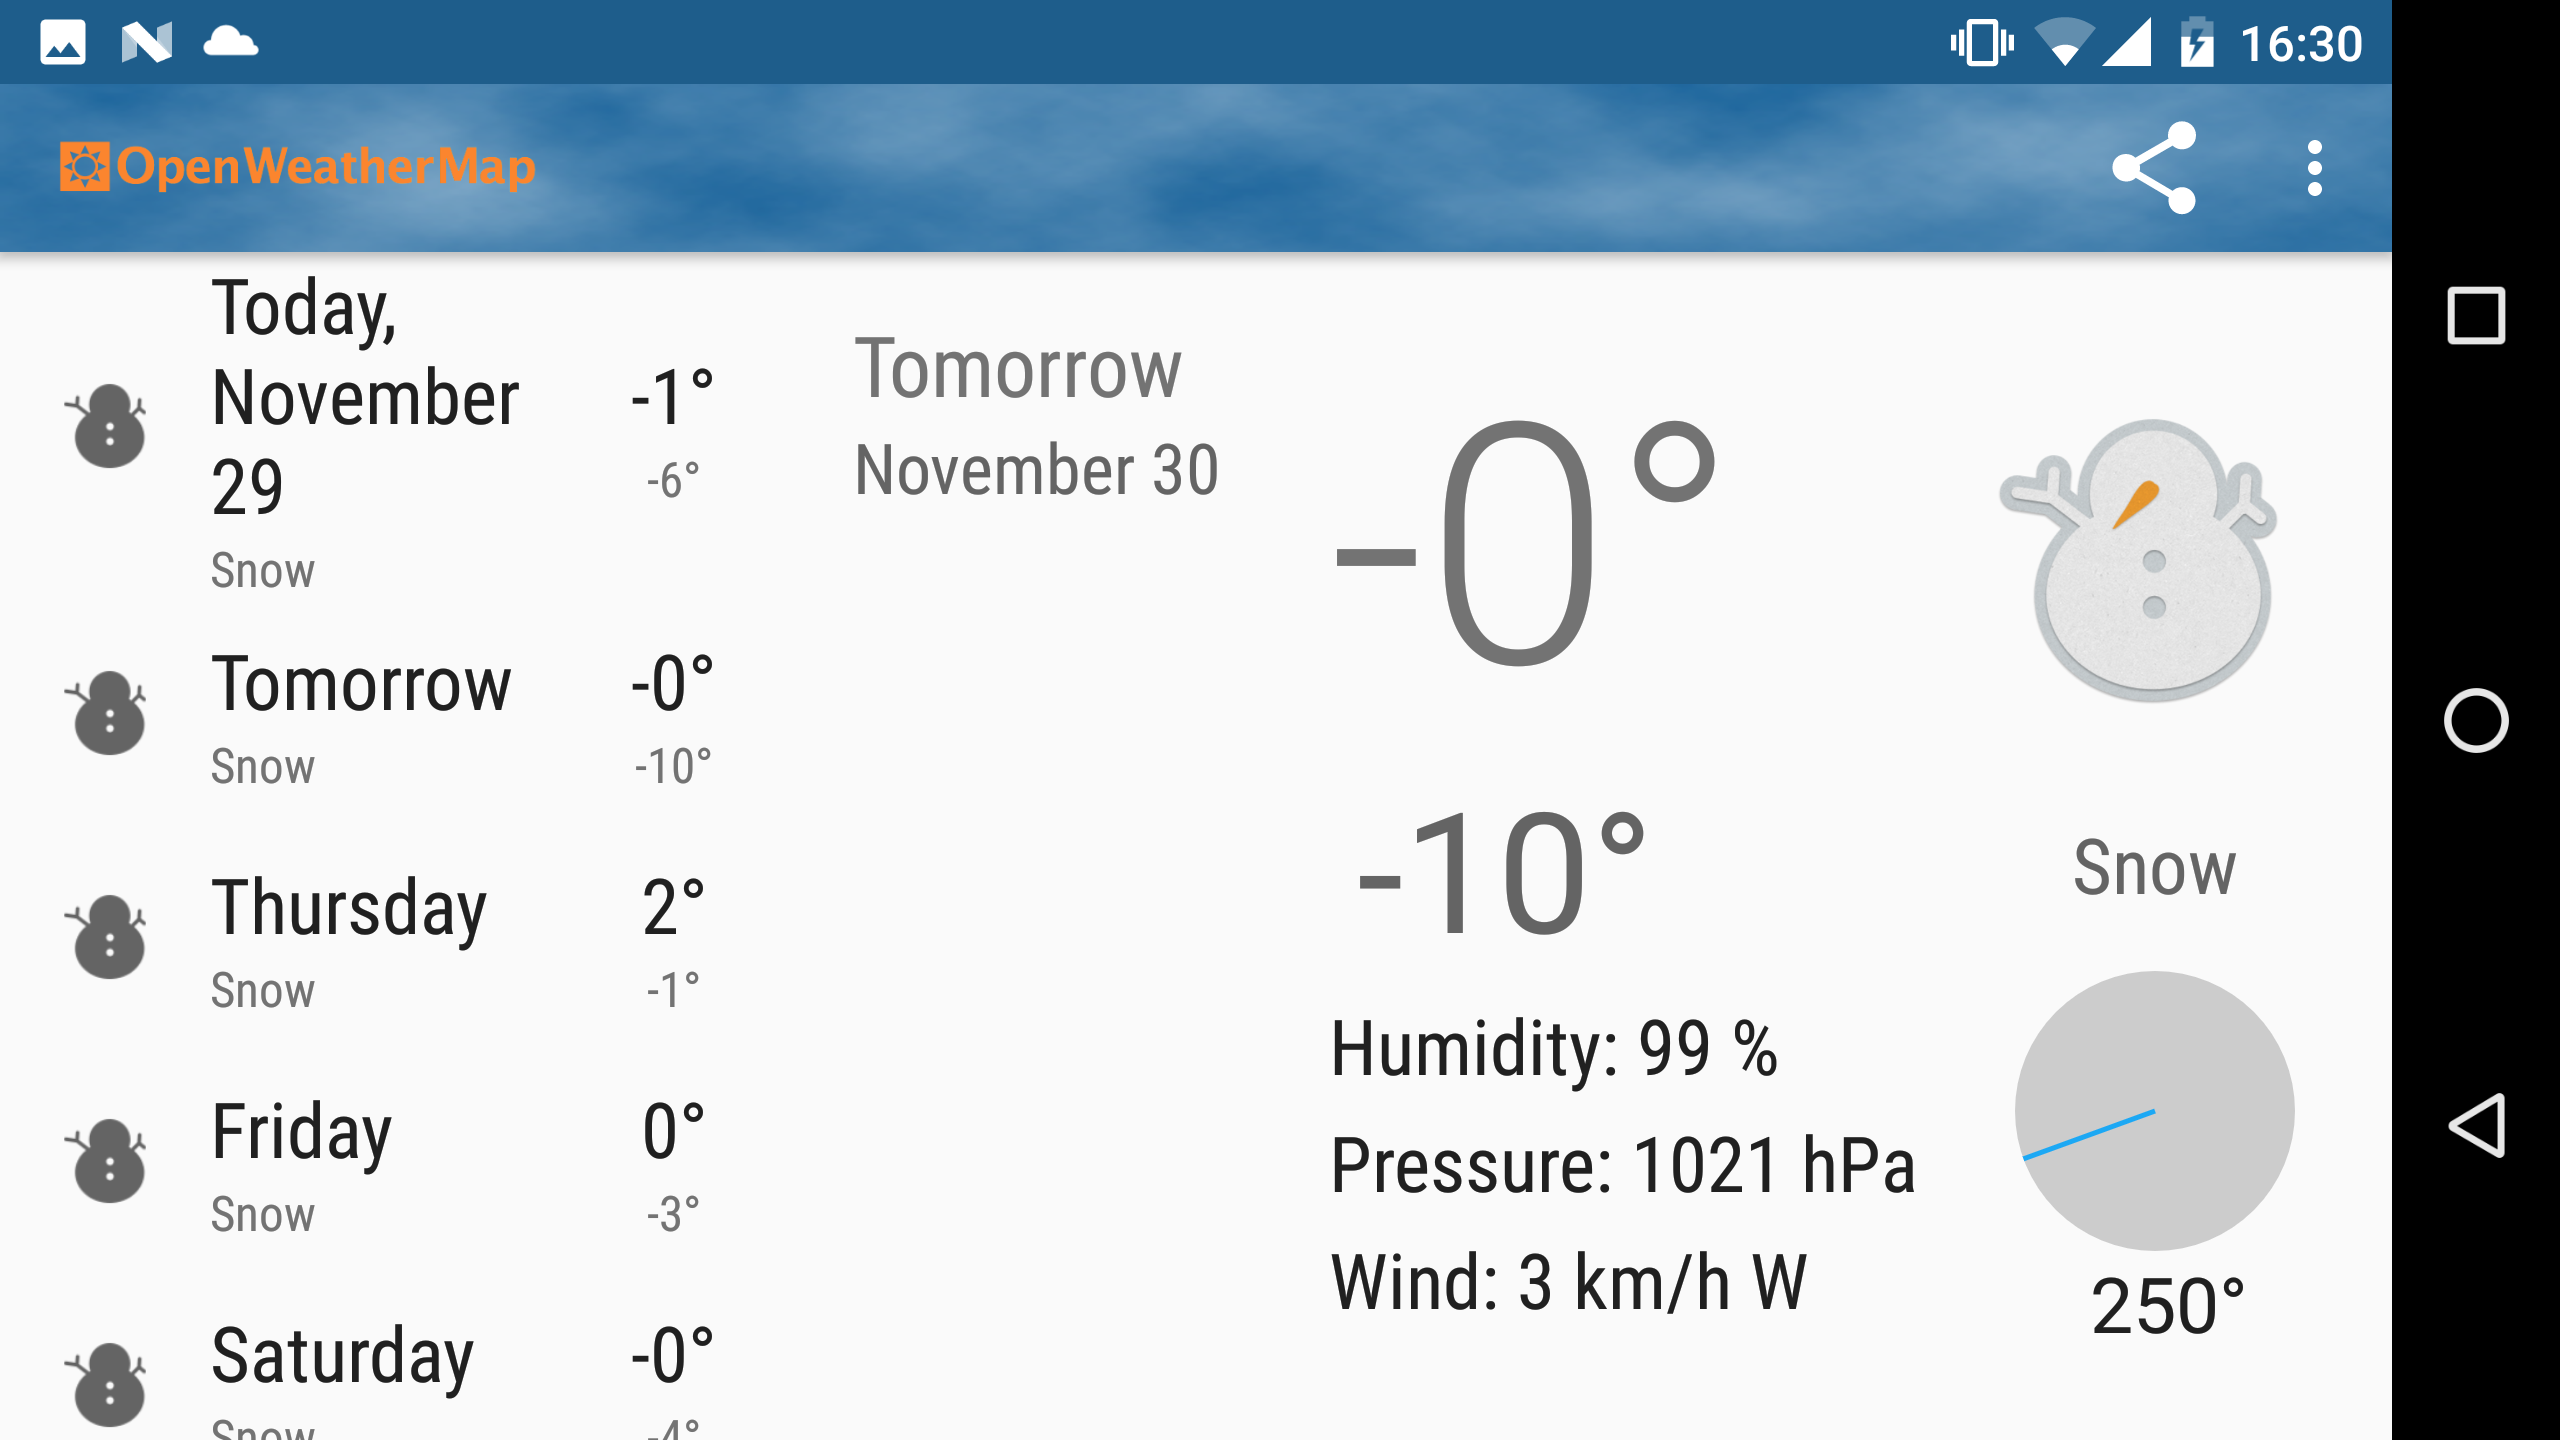 16:30
OpenWeatherMap
Today,
November
29
-1°
-6°
Snow
Tomorrow
-0°
Snow
-10°
Thursday
2°
Snow
-1°
Friday
0°
Snow
-3°
Saturday
-0°
Snow
-4°
Tomorrow
November 30
-0°
-10°
Snow
Humidity: 99 %
Pressure: 1021 hPa
Wind: 3 km/h W
250°